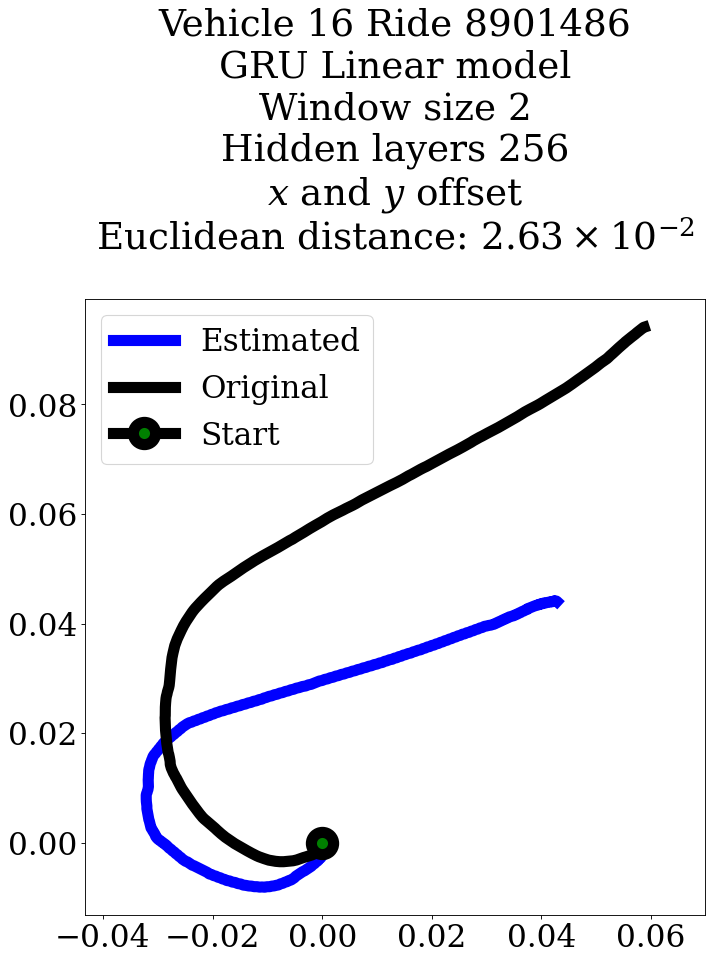 Vehicle 16 Ride 8901486
GRU Linear model
Window size 2
Hidden layers 256
x and y offset
Euclidean distance: 2.63 × 10⁻²
Estimated
Original
Start
0.08
0.06
0.04
0.02
0.00
−0.04 −0.02 0.00 0.02 0.04 0.06